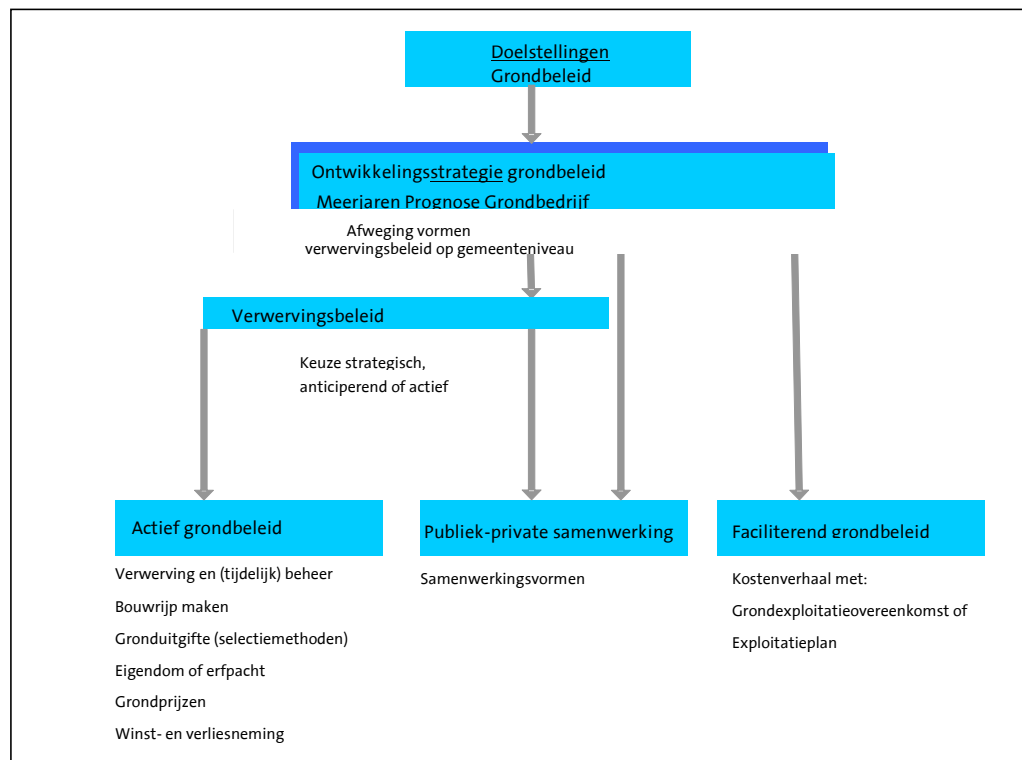 Doelstellingen
Grondbeleid
Ontwikkelingsstrategie grondbeleid
Meerjaren Prognose Grondbedrijf
Afweging vormen
verwervingsbeleid op gemeenteniveau
Verwervingsbeleid
Keuze strategisch,
anticiperend of actief
Actief grondbeleid
Verwerving en (tijdelijk) beheer
Bouwrijp maken
Gronduitgifte (selectiemethoden)
Eigendom of erfpacht
Grondprijzen
Winst- en verliesneming
Publiek-private samenwerking
Samenwerkingsvormen
Faciliterend grondbeleid
Kostenverhaal met:
Grondexploitatieovereenkomst of
Exploitatieplan